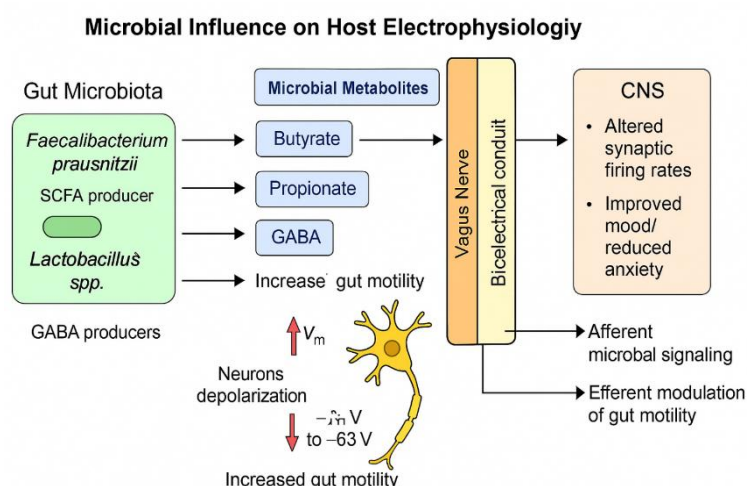 Microbial Influence on Host Electrophysiologiy
Gut Microbiota
Faecalibacterium
prausnitzii
SCFA producer
Lactobacillus̀
spp.
GABA producers
Microbial Metabolites
Butyrate
Propionate
GABA
Increase gut motility
Vm
Neurons
depolarization
V
to –63 V
Increased gut motility
Vagus Nerve
Bicelectrical conduit
CNS
• Altered
synaptic
firing rates
• Improved
mood/
reduced
anxiety
Afferent
microbal signaling
Efferent modulation
of gut motility